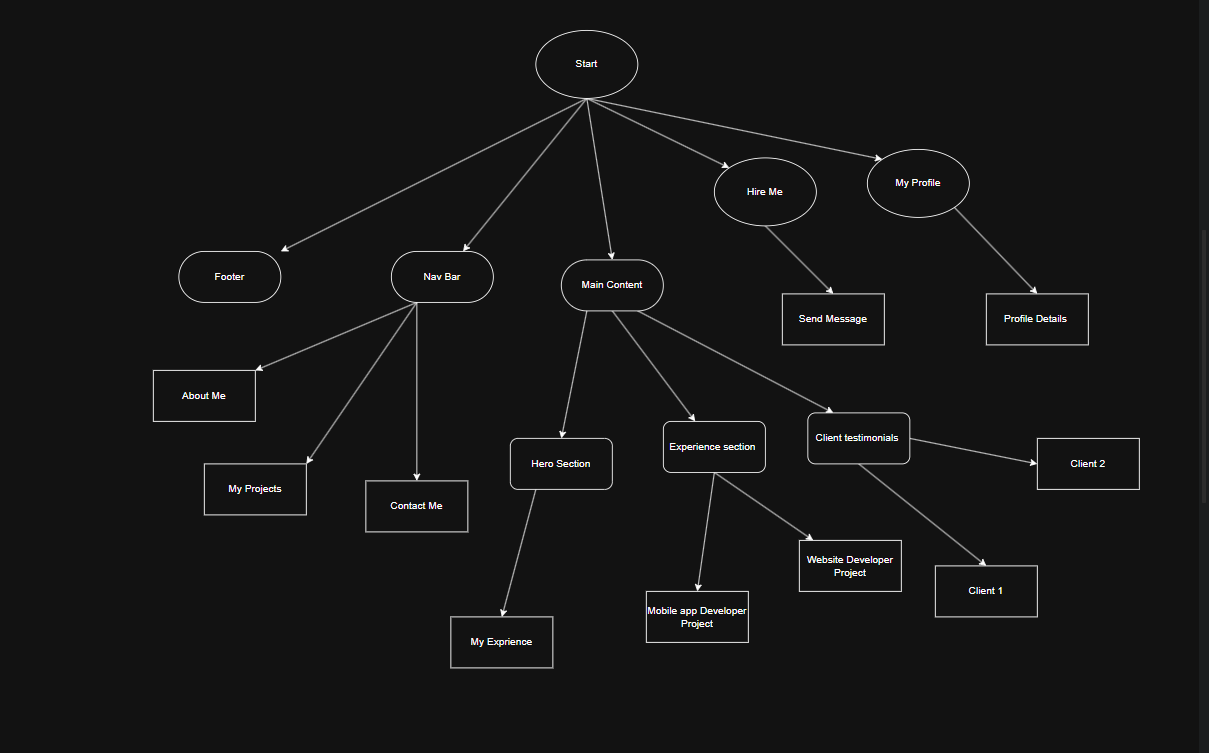 Start
Hire Me
My Profile
Footer
Nav Bar
Main Content
Send Message
Profile Details
About Me
My Projects
Contact Me
Hero Section
Experience section
Client testimonials
Client 2
Website Developer
Project
Client 1
Mobile app Developer
Project
My Exprience